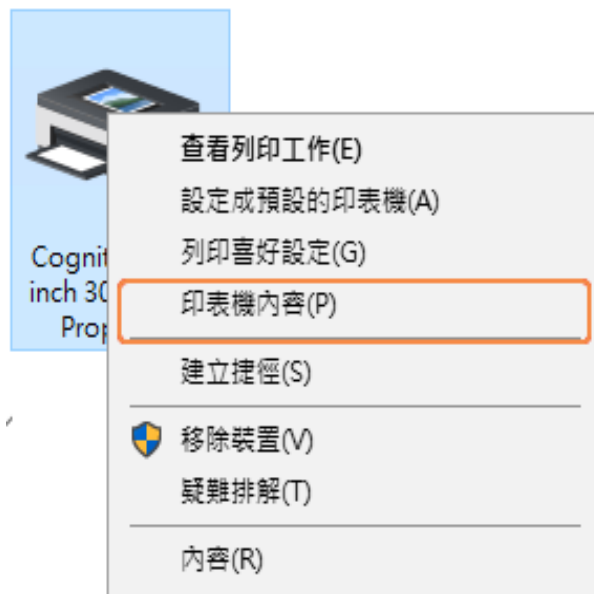 查看列印工作(E)
設定成預設的印表機(A)
Cognit
列印喜好設定(G)
inch 30
印表機內容(P)
Prop
建立捷徑(S)
移除裝置(V)
疑難排解(T)
內容(R)